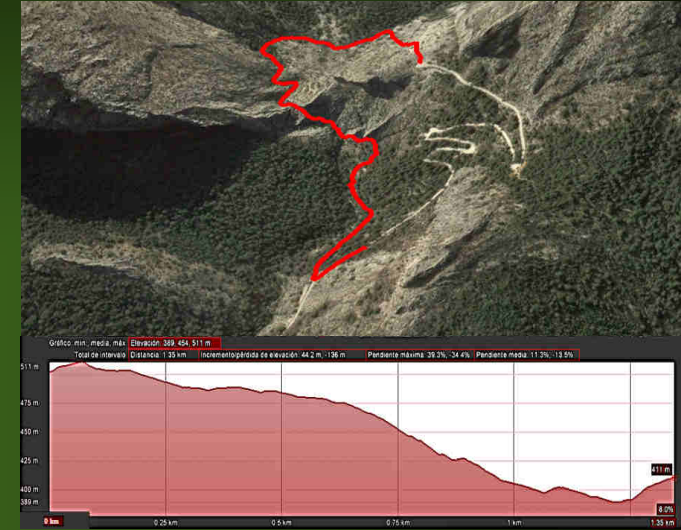 Gráfico: mín., media, máx Elevación: 389, 454, 511 m
Total de intervalo Distancia: 1.35 km Incremento/pérdida de elevación: 44.2 m, -136 m Pendiente máxima: 39.3%, -34.4% Pendiente media: 11.3%, -13.5%
511 m
475 m
450 m
425 m
411 m
400 m
389 m
8.0%
0 km 0.25 km 0.5 km 0.75 km 1 km 1.35 km